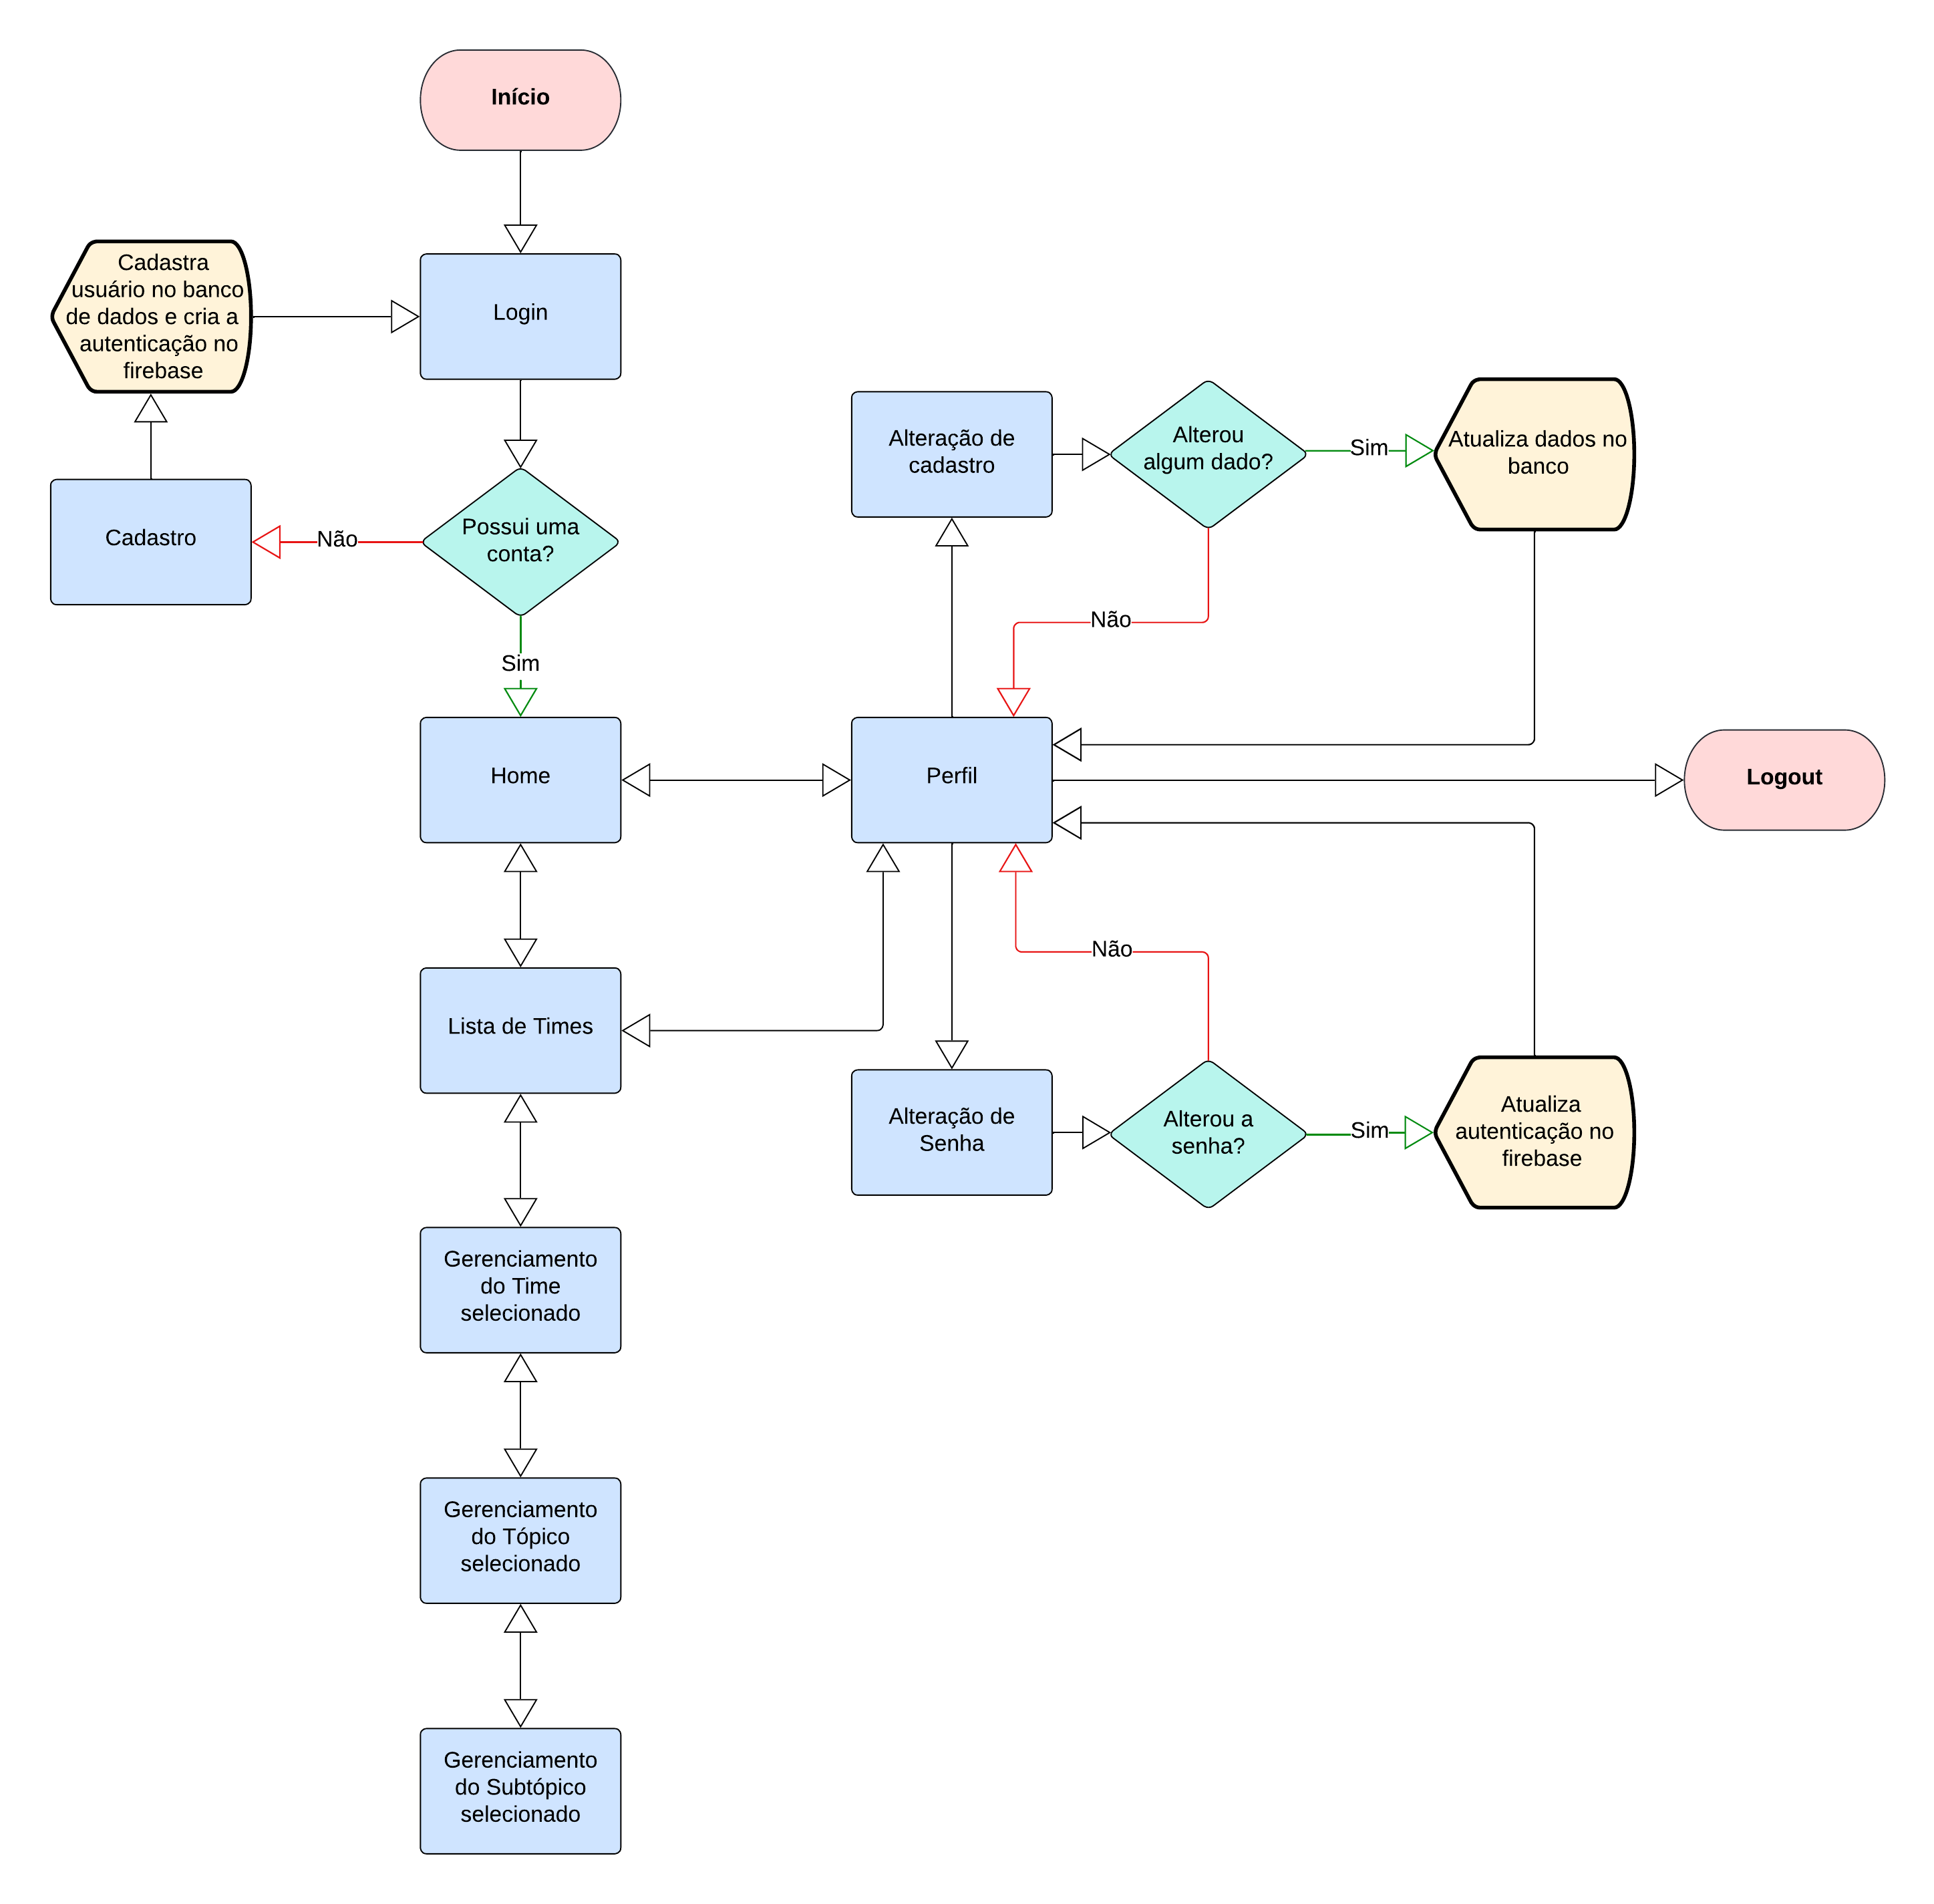 Início
Cadastra
usuário no banco
de dados e cria a
autenticação no
firebase
Login
Cadastro
Não
Possui uma
conta?
Sim
Alteração de
cadastro
Alterou
algum dado?
Sim
Atualiza dados no
banco
Não
Home
Perfil
Logout
Não
Lista de Times
Alteração de
Senha
Alterou a
senha?
Sim
Atualiza
autenticação no
firebase
Gerenciamento
do Time
selecionado
Gerenciamento
do Tópico
selecionado
Gerenciamento
do Subtópico
selecionado